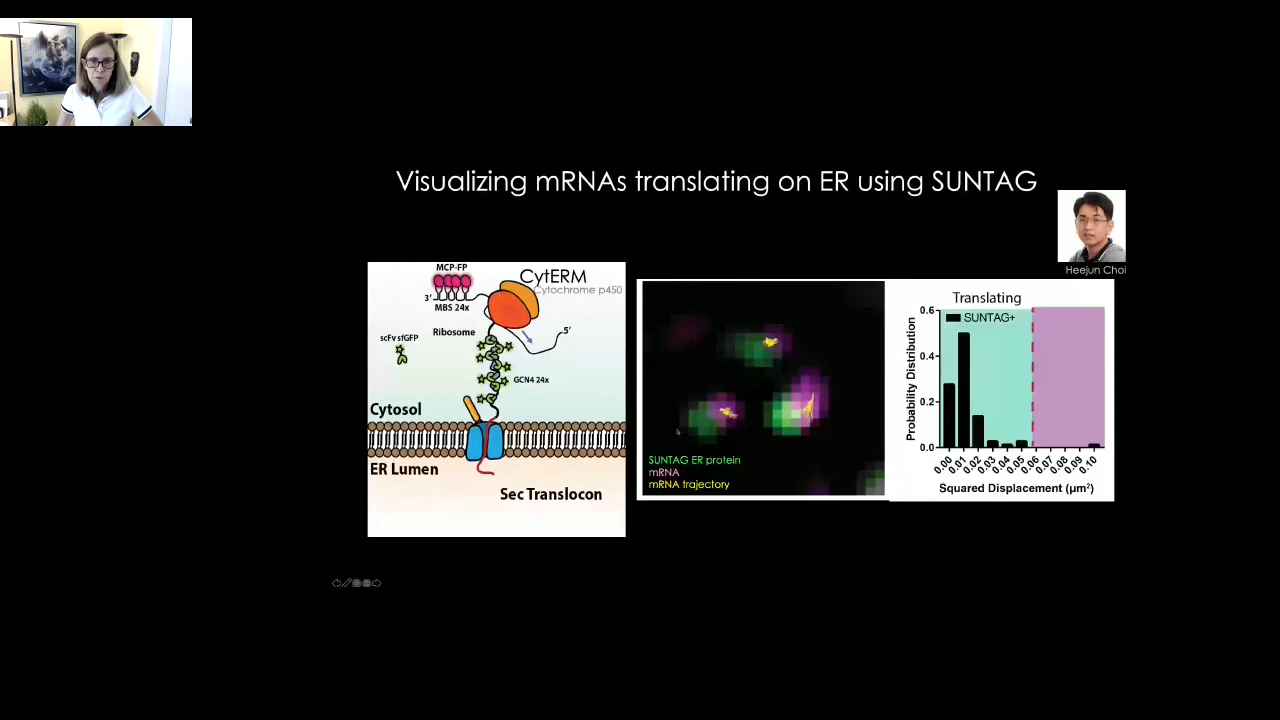 Visualizing mRNAs translating on ER using SUNTAG
Heejun Choi
MCP-FP
CytERM
Cytochrome p450
3'
MBS 24x
5'
Ribosome
scFv sfGFP
GCN4 24x
Cytosol
ER Lumen
Sec Translocon
SUNTAG ER protein
mRNA
mRNA trajectory
Translating
SUNTAG+
Probability Distribution
0.6
0.4
0.2
0.0
0.00 0.01 0.02 0.03 0.04 0.05 0.06 0.07 0.08 0.09 0.10
Squared Displacement (µm²)